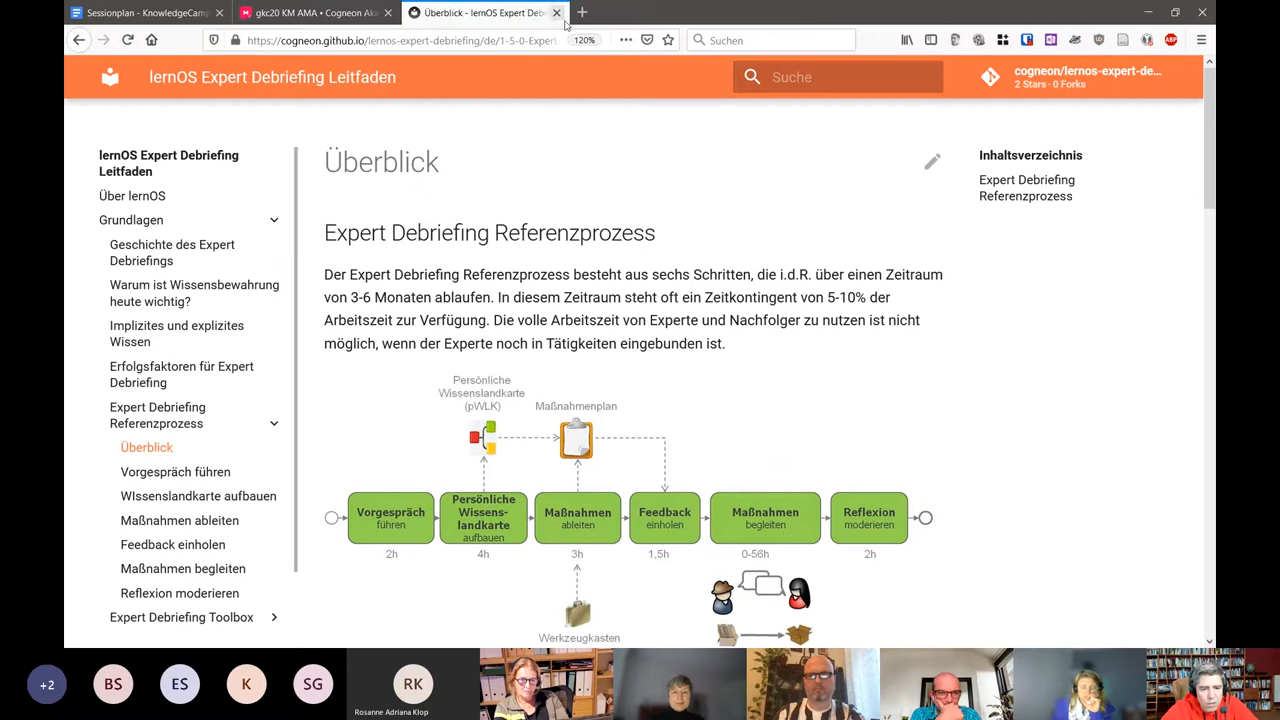 Sessionplan - KnowledgeCamp
gkc20 KM AMA • Cogneon Ak
Überblick - lernOS Expert Deb
https://cogneon.github.io/lernos-expert-debriefing/de/1-5-0-Expert
120%
Suchen
ABP
lernOS Expert Debriefing Leitfaden
Suche
cogneon/lernos-expert-de...
2 Stars · 0 Forks
lernOS Expert Debriefing
Leitfaden
Über lernOS
Grundlagen
Geschichte des Expert
Debriefings
Warum ist Wissensbewahrung
heute wichtig?
Implizites und explizites
Wissen
Erfolgsfaktoren für Expert
Debriefing
Expert Debriefing
Referenzprozess
Überblick
Vorgespräch führen
WIssenslandkarte aufbauen
Maßnahmen ableiten
Feedback einholen
Maßnahmen begleiten
Reflexion moderieren
Expert Debriefing Toolbox
Überblick
Expert Debriefing Referenzprozess
Der Expert Debriefing Referenzprozess besteht aus sechs Schritten, die i.d.R. über einen Zeitraum
von 3-6 Monaten ablaufen. In diesem Zeitraum steht oft ein Zeitkontingent von 5-10% der
Arbeitszeit zur Verfügung. Die volle Arbeitszeit von Experte und Nachfolger zu nutzen ist nicht
möglich, wenn der Experte noch in Tätigkeiten eingebunden ist.
Persönliche
Wissenslandkarte
(pWLK)
Maßnahmenplan
Vorgespräch
führen
Persönliche
Wissens-
landkarte
aufbauen
Maßnahmen
ableiten
Feedback
einholen
Maßnahmen
begleiten
Reflexion
moderieren
2h
4h
3h
1,5h
0-56h
2h
Werkzeugkasten
Inhaltsverzeichnis
Expert Debriefing
Referenzprozess
+2
BS
ES
K
SG
RK
Rosanne Adriana Klop